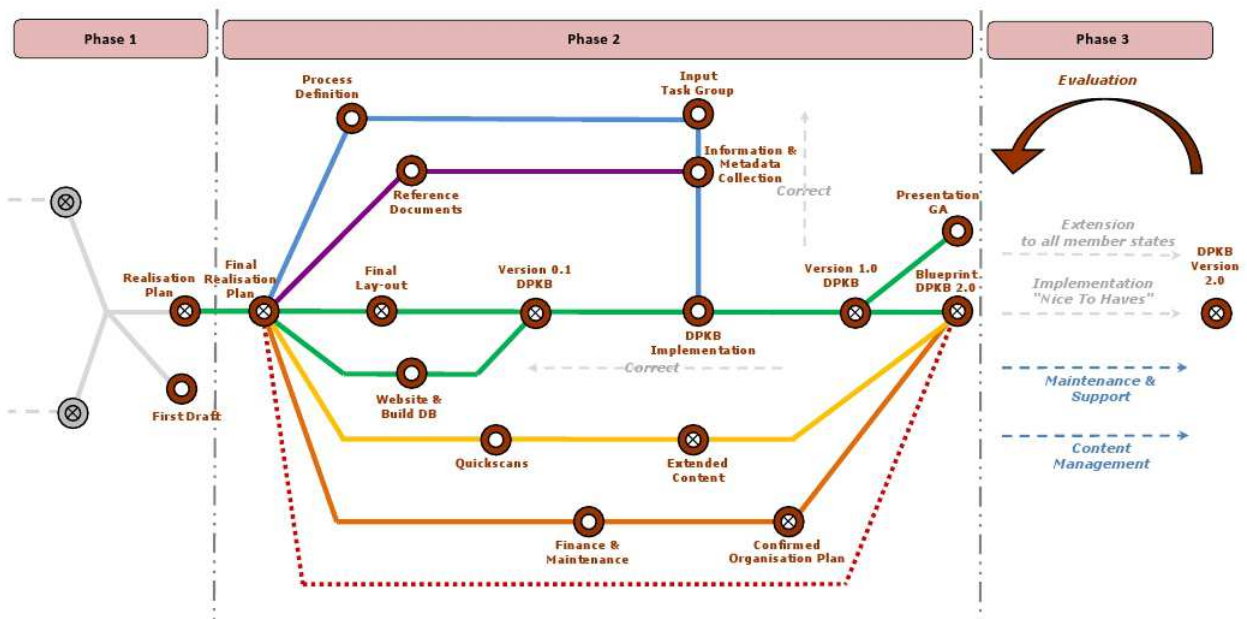 Phase 1
Phase 2
Phase 3
Process
Definition
Input
Task Group
Evaluation
Information &
Metadata
Collection
Correct
Reference
Documents
Presentation
GA
Extension
to all member states
Realisation
Plan
Final
Realisation
Plan
Final
Lay-out
Version 0.1
DPKB
Version 1.0
DPKB
Blueprint.
DPKB 2.0
Implementation
"Nice To Haves"
DPKB
Version
2.0
DPKB
Implementation
Correct
First Draft
Website &
Build DB
Maintenance &
Support
Quickscans
Extended
Content
Content
Management
Finance &
Maintenance
Confirmed
Organisation Plan